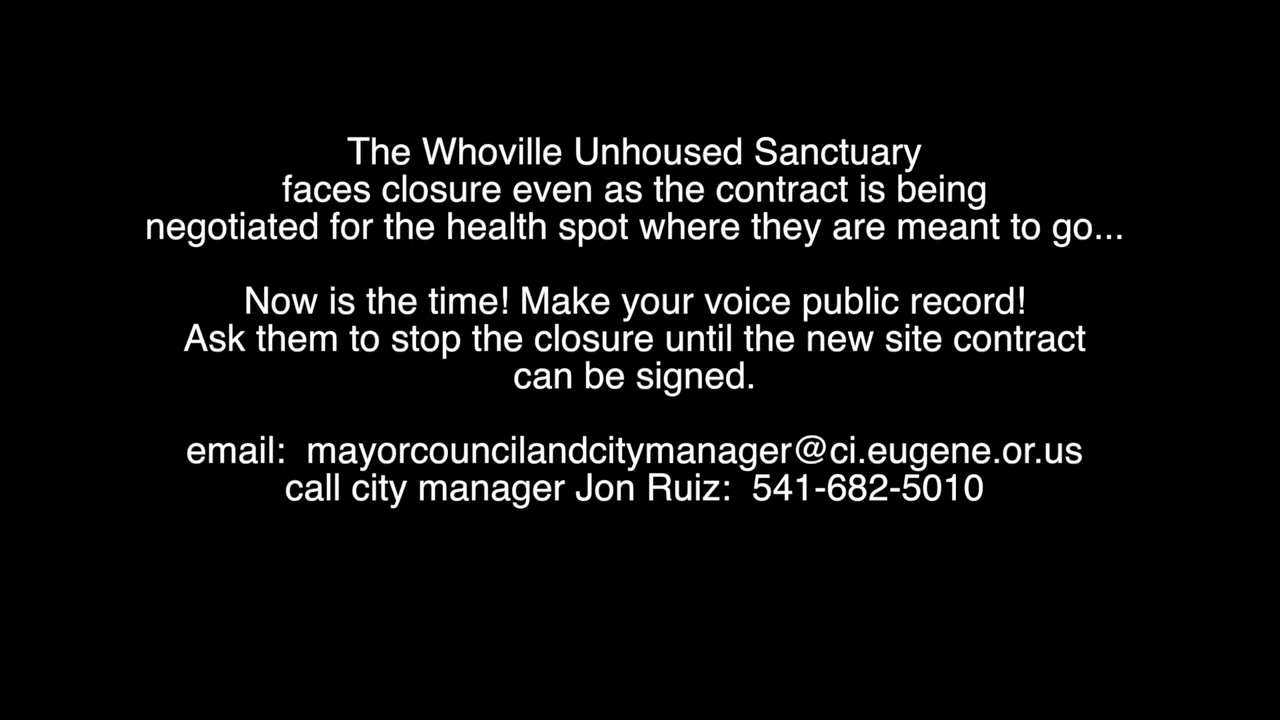 The Whoville Unhoused Sanctuary
faces closure even as the contract is being
negotiated for the health spot where they are meant to go...
Now is the time! Make your voice public record!
Ask them to stop the closure until the new site contract
can be signed.
email:  mayorcouncilandcitymanager@ci.eugene.or.us
call city manager Jon Ruiz:  541-682-5010